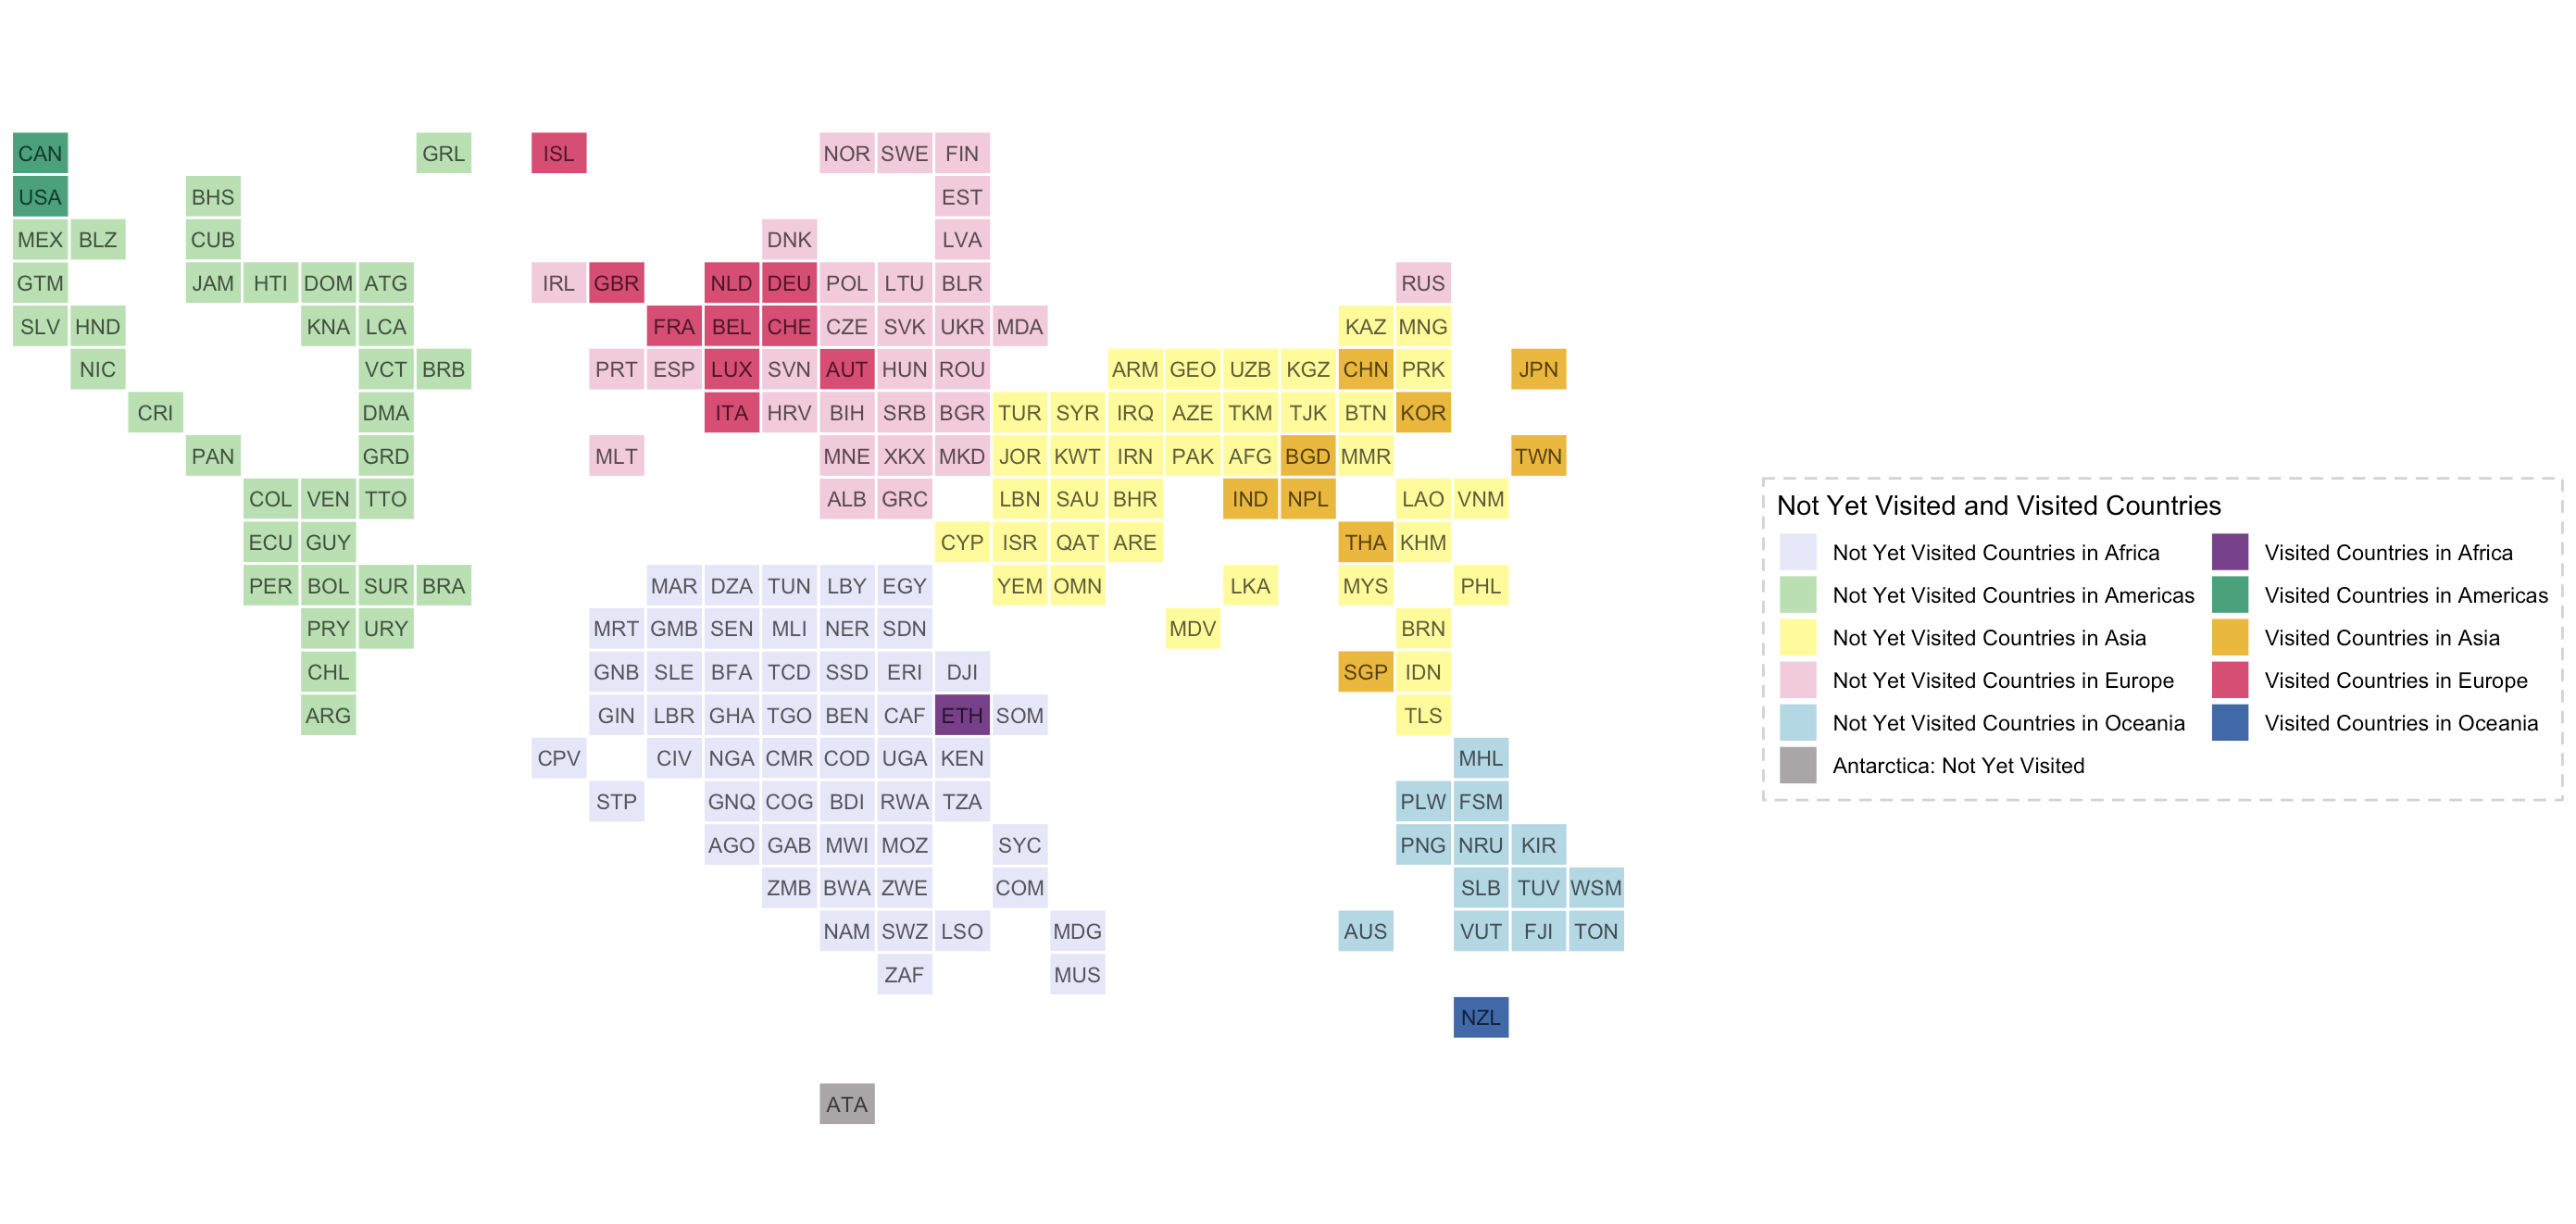 CAN GRL ISL NOR SWE FIN
USA BHS EST
MEX BLZ CUB DNK LVA
GTM JAM HTI DOM ATG IRL GBR NLD DEU POL LTU BLR RUS
SLV HND KNA LCA FRA BEL CHE CZE SVK UKR MDA KAZ MNG
NIC VCT BRB PRT ESP LUX SVN AUT HUN ROU ARM GEO UZB KGZ CHN PRK JPN
CRI DMA ITA HRV BIH SRB BGR TUR SYR IRQ AZE TKM TJK BTN KOR
PAN GRD MLT MNE XKX MKD JOR KWT IRN PAK AFG BGD MMR TWN
COL VEN TTO ALB GRC LBN SAU BHR IND NPL LAO VNM
ECU GUY CYP ISR QAT ARE THA KHM
PER BOL SUR BRA MAR DZA TUN LBY EGY YEM OMN LKA MYS PHL
PRY URY MRT GMB SEN MLI NER SDN MDV BRN
CHL GNB SLE BFA TCD SSD ERI DJI SGP IDN
ARG GIN LBR GHA TGO BEN CAF ETH SOM TLS
CPV CIV NGA CMR COD UGA KEN MHL
STP GNQ COG BDI RWA TZA PLW FSM
AGO GAB MWI MOZ SYC PNG NRU KIR
ZMB BWA ZWE COM SLB TUV WSM
NAM SWZ LSO MDG AUS VUT FJI TON
ZAF MUS
NZL
ATA
Not Yet Visited and Visited Countries
Not Yet Visited Countries in Africa
Not Yet Visited Countries in Americas
Not Yet Visited Countries in Asia
Not Yet Visited Countries in Europe
Not Yet Visited Countries in Oceania
Antarctica: Not Yet Visited
Visited Countries in Africa
Visited Countries in Americas
Visited Countries in Asia
Visited Countries in Europe
Visited Countries in Oceania